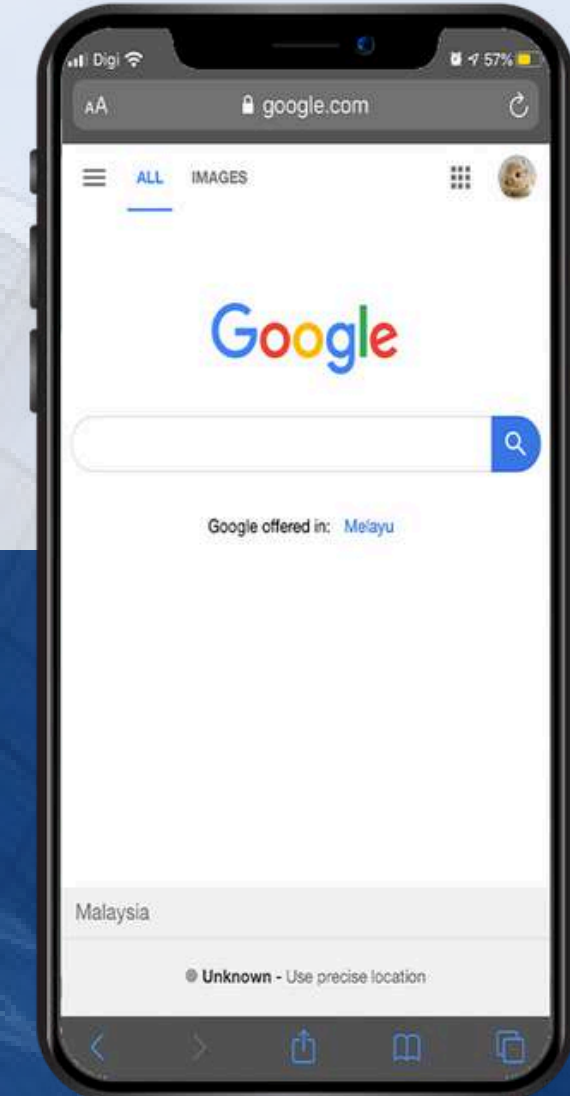 Digi 57%
AA google.com
ALL IMAGES
Google
Google offered in: Melayu
Malaysia
Unknown - Use precise location